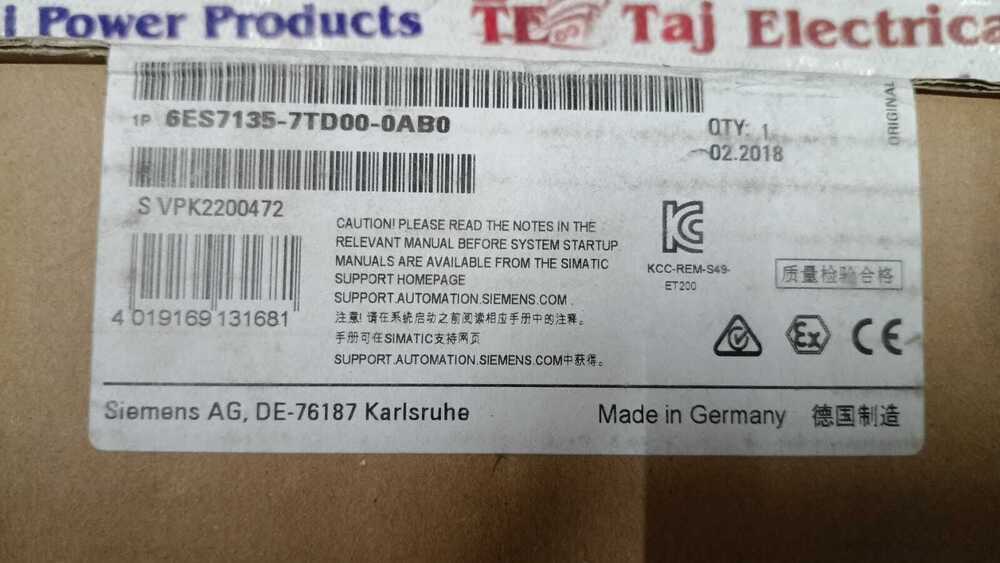 i Power Products TE Taj Electrica
1P 6ES7135-7TD00-0AB0
QTY: 1
02.2018
ORIGINAL
S VPK2200472
CAUTION! PLEASE READ THE NOTES IN THE
RELEVANT MANUAL BEFORE SYSTEM STARTUP
MANUALS ARE AVAILABLE FROM THE SIMATIC
SUPPORT HOMEPAGE
SUPPORT.AUTOMATION.SIEMENS.COM
注意! 请在系统启动之前阅读相应手册中的注释。
手册可在SIMATIC支持网页
SUPPORT.AUTOMATION.SIEMENS.COM中获得。
4 019169 131681
KC
KCC-REM-S49-
ET200
质量检验合格
Ex CE
Siemens AG, DE-76187 Karlsruhe
Made in Germany 德国制造